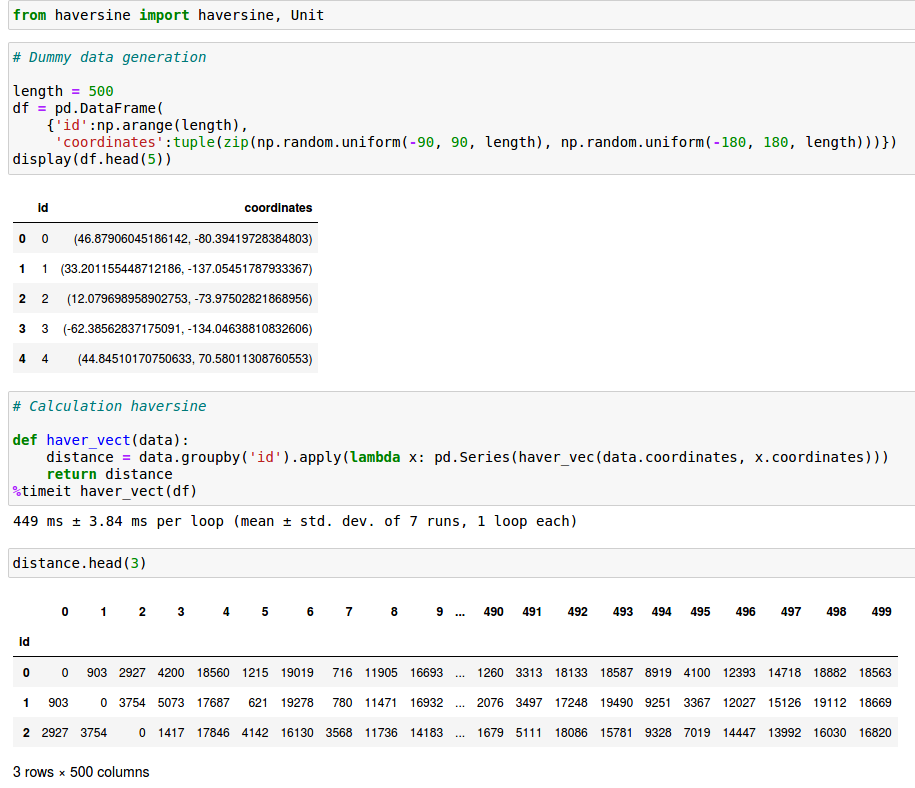 from haversine import haversine, Unit
# Dummy data generation
length = 500
df = pd.DataFrame(
    {'id':np.arange(length),
     'coordinates':tuple(zip(np.random.uniform(-90, 90, length), np.random.uniform(-180, 180, length)))})
display(df.head(5))
id coordinates
0 0 (46.87906045186142, -80.39419728384803)
1 1 (33.201155448712186, -137.05451787933367)
2 2 (12.079698958902753, -73.97502821868956)
3 3 (-62.38562837175091, -134.04638810832606)
4 4 (44.84510170750633, 70.58011308760553)
# Calculation haversine
def haver_vect(data):
    distance = data.groupby('id').apply(lambda x: pd.Series(haver_vec(data.coordinates, x.coordinates)))
    return distance
%timeit haver_vect(df)
449 ms ± 3.84 ms per loop (mean ± std. dev. of 7 runs, 1 loop each)
distance.head(3)
0 1 2 3 4 5 6 7 8 9 ... 490 491 492 493 494 495 496 497 498 499
id
0 0 903 2927 4200 18560 1215 19019 716 11905 16693 ... 1260 3313 18133 18587 8919 4100 12393 14718 18882 18563
1 903 0 3754 5073 17687 621 19278 780 11471 16932 ... 2076 3497 17248 19490 9251 3367 12027 15126 19112 18669
2 2927 3754 0 1417 17846 4142 16130 3568 11736 14183 ... 1679 5111 18086 15781 9328 7019 14447 13992 16030 16820
3 rows × 500 columns